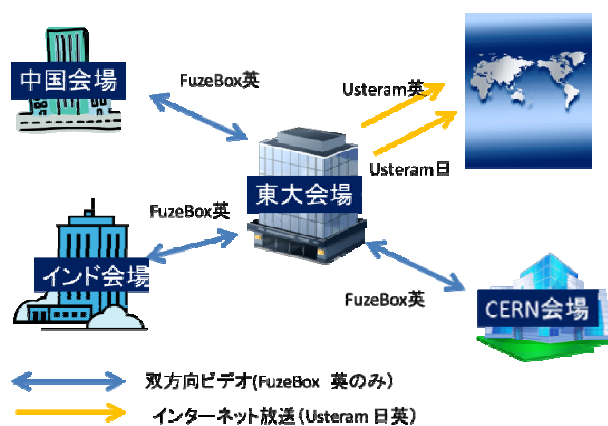 中国会場
FuzeBox英
Usteram英
Usteram日
東大会場
FuzeBox英
インド会場
FuzeBox英
CERN会場
双方向ビデオ(FuzeBox 英のみ)
インターネット放送(Usteram 日英)